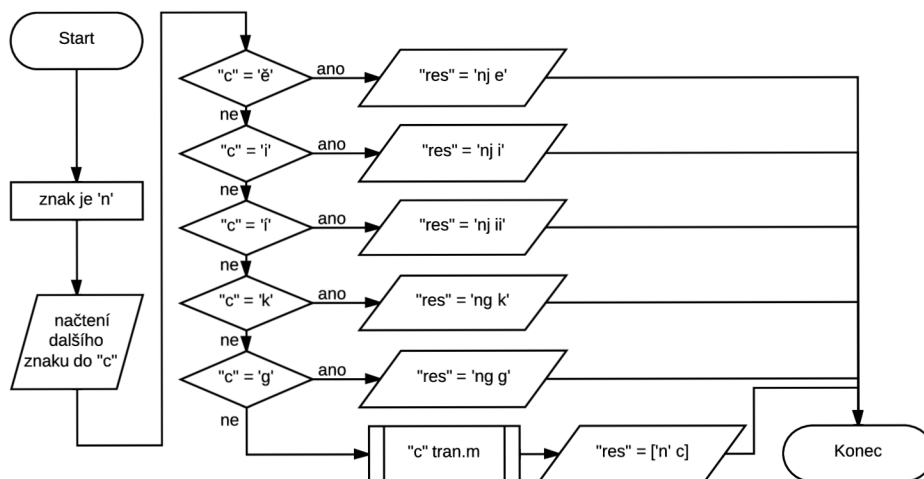 Start
znak je 'n'
načtení
dalšího
znaku do "c"
"c" = 'ě'
ano
"res" = 'nj e'
ne
"c" = 'i'
ano
"res" = 'nj i'
ne
"c" = 'í'
ano
"res" = 'nj ii'
ne
"c" = 'k'
ano
"res" = 'ng k'
ne
"c" = 'g'
ano
"res" = 'ng g'
ne
"c" tran.m
"res" = ['n' c]
Konec